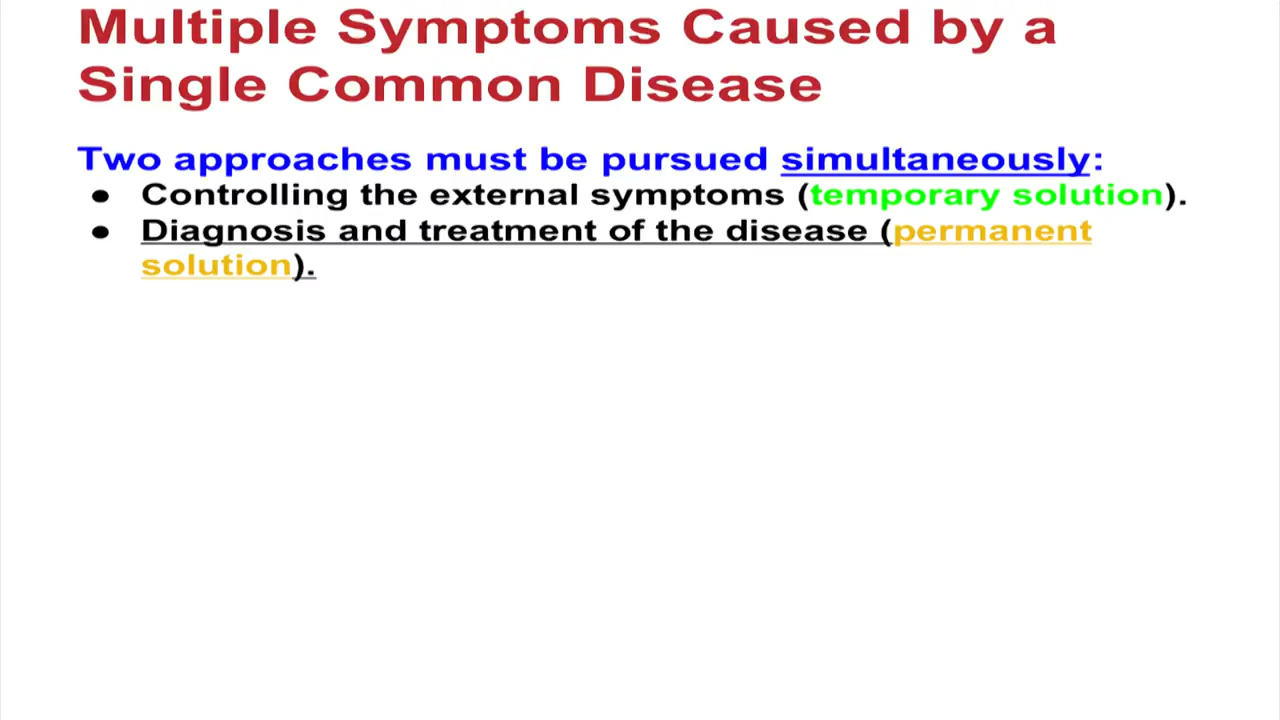 Multiple Symptoms Caused by a
Single Common Disease
Two approaches must be pursued simultaneously:
● Controlling the external symptoms (temporary solution).
● Diagnosis and treatment of the disease (permanent
solution).